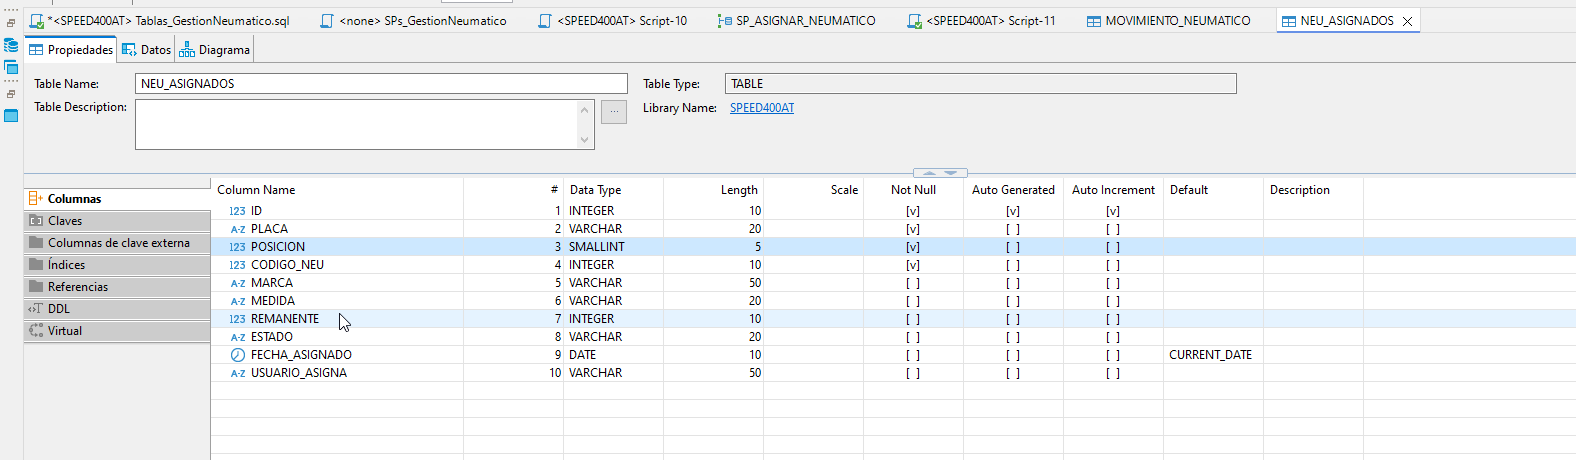 *<SPEED400AT> Tablas_GestionNeumatico.sql <none> SPs_GestionNeumatico <SPEED400AT> Script-10 SP_ASIGNAR_NEUMATICO <SPEED400AT> Script-11 MOVIMIENTO_NEUMATICO NEU_ASIGNADOS
Propiedades Datos Diagrama
Table Name: NEU_ASIGNADOS Table Type: TABLE
Table Description: ... Library Name: SPEED400AT
Columnas
Claves
Columnas de clave externa
Índices
Referencias
DDL
Virtual
Column Name # Data Type Length Scale Not Null Auto Generated Auto Increment Default Description
123 ID 1 INTEGER 10 [v] [v] [v]
A-Z PLACA 2 VARCHAR 20 [v] [ ] [ ]
123 POSICION 3 SMALLINT 5 [v] [ ] [ ]
123 CODIGO_NEU 4 INTEGER 10 [v] [ ] [ ]
A-Z MARCA 5 VARCHAR 50 [ ] [ ] [ ]
A-Z MEDIDA 6 VARCHAR 20 [ ] [ ] [ ]
123 REMANENTE 7 INTEGER 10 [ ] [ ] [ ]
A-Z ESTADO 8 VARCHAR 20 [ ] [ ] [ ]
FECHA_ASIGNADO 9 DATE 10 [ ] [ ] [ ] CURRENT_DATE
A-Z USUARIO_ASIGNA 10 VARCHAR 50 [ ] [ ] [ ]